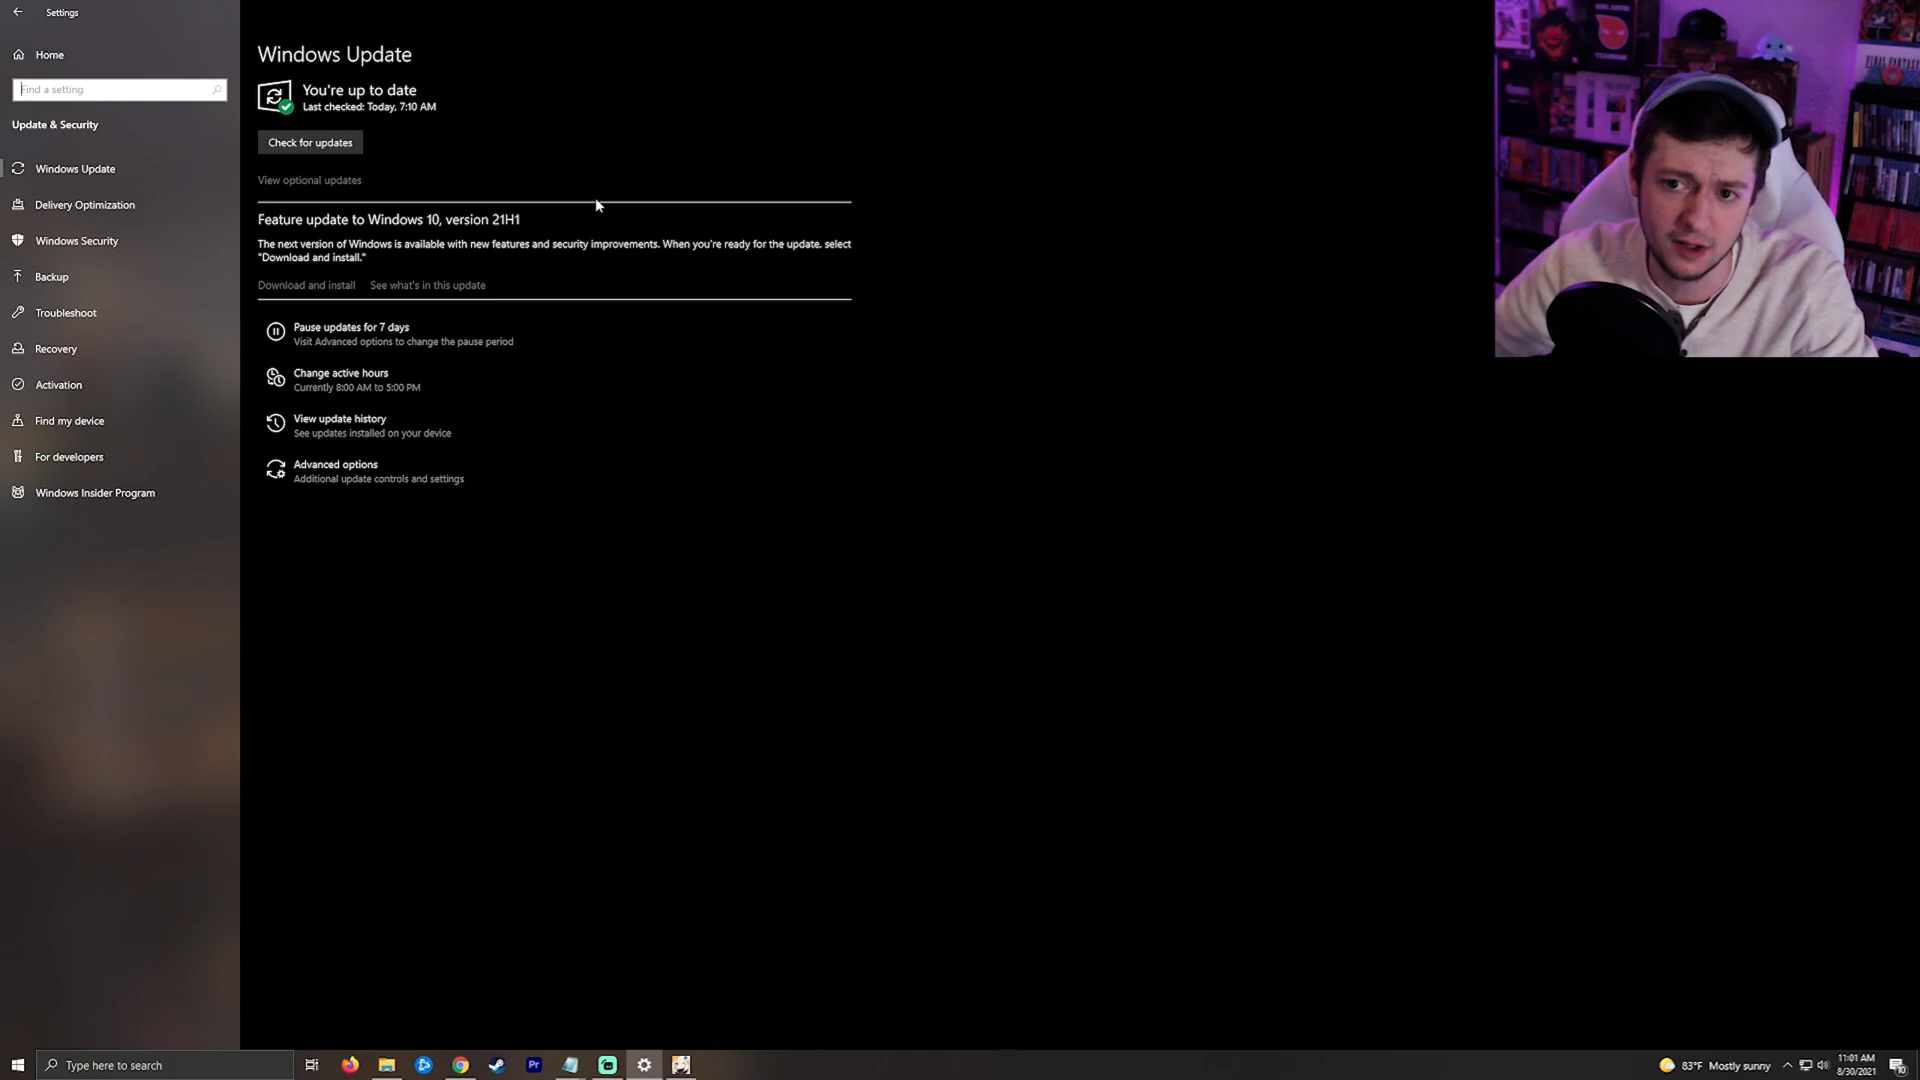 Settings
Home
Find a setting
Update & Security
Windows Update
Delivery Optimization
Windows Security
Backup
Troubleshoot
Recovery
Activation
Find my device
For developers
Windows Insider Program
Windows Update
You're up to date
Last checked: Today, 7:10 AM
Check for updates
View optional updates
Feature update to Windows 10, version 21H1
The next version of Windows is available with new features and security improvements. When you're ready for the update, select
"Download and install."
Download and install See what's in this update
Pause updates for 7 days
Visit Advanced options to change the pause period
Change active hours
Currently 8:00 AM to 5:00 PM
View update history
See updates installed on your device
Advanced options
Additional update controls and settings
FINAL FANTASY
Type here to search
Pr
83°F Mostly sunny
11:01 AM
8/30/2021